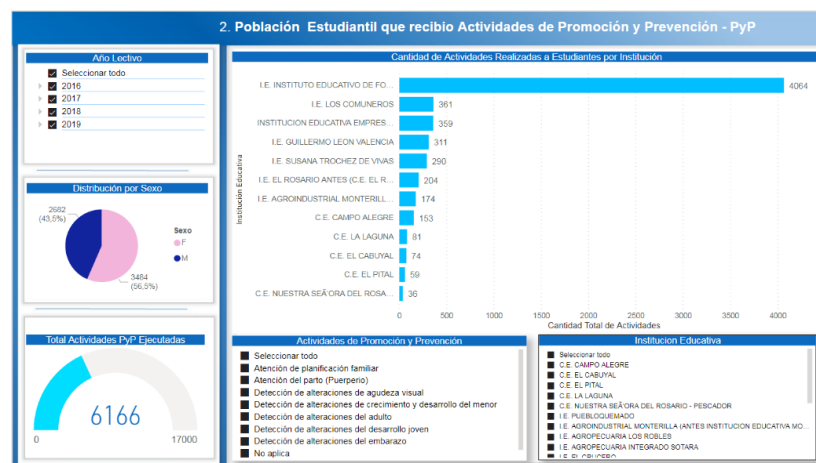 2. Población Estudiantil que recibio Actividades de Promoción y Prevención - PyP
Año Lectivo
Seleccionar todo
2016
2017
2018
2019
Distribución por Sexo
2682
(43,5%)
Sexo
F
M
3484
(56,5%)
Total Actividades PyP Ejecutadas
6166
0
17000
Cantidad de Actividades Realizadas a Estudiantes por Institución
Institución Educativa
I.E. INSTITUTO EDUCATIVO DE FO...
4064
I.E. LOS COMUNEROS
361
INSTITUCION EDUCATIVA EMPRES...
359
I.E. GUILLERMO LEON VALENCIA
311
I.E. SUSANA TROCHEZ DE VIVAS
290
I.E. EL ROSARIO ANTES (C.E. EL R...
204
I.E. AGROINDUSTRIAL MONTERILL...
174
C.E. CAMPO ALEGRE
153
C.E. LA LAGUNA
81
C.E. EL CABUYAL
74
C.E. EL PITAL
59
C.E. NUESTRA SEÃ'ORA DEL ROSA...
36
0 500 1000 1500 2000 2500 3000 3500 4000
Cantidad Total de Actividades
Actividades de Promoción y Prevención
Seleccionar todo
Atención de planificación familiar
Atención del parto (Puerperio)
Detección de alteraciones de agudeza visual
Detección de alteraciones de crecimiento y desarrollo del menor
Detección de alteraciones del adulto
Detección de alteraciones del desarrollo joven
Detección de alteraciones del embarazo
No aplica
Institucion Educativa
Seleccionar todo
C.E. CAMPO ALEGRE
C.E. EL CABUYAL
C.E. EL PITAL
C.E. LA LAGUNA
C.E. NUESTRA SEÃ'ORA DEL ROSARIO - PESCADOR
I.E. PUEBLOQUEMADO
I.E. AGROINDUSTRIAL MONTERILLA (ANTES INSTITUCION EDUCATIVA MO...
I.E. AGROPECUARIA LOS ROBLES
I.E. AGROPECUARIA INTEGRADO SOTARA
I.E. EL CRUCERO